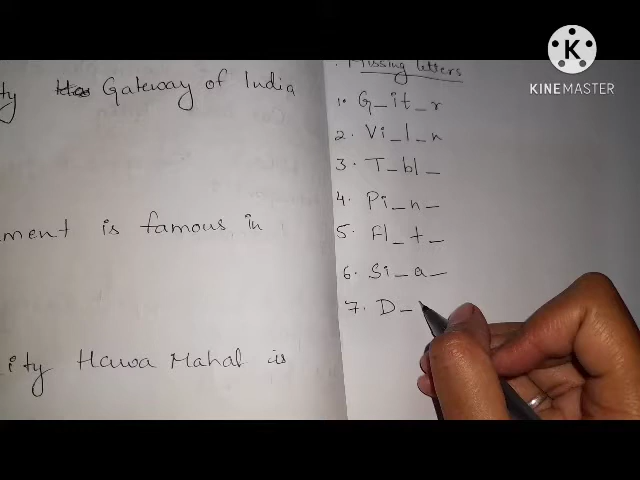 K
KINEMASTER
ty Gateway of India
ment is famous in
ity Hawa Mahal is
Missing letters
1. G_it_r
2. Vi_l_n
3. T_bl_
4. Pi_n_
5. Fl_t_
6. Si_a_
7. D_